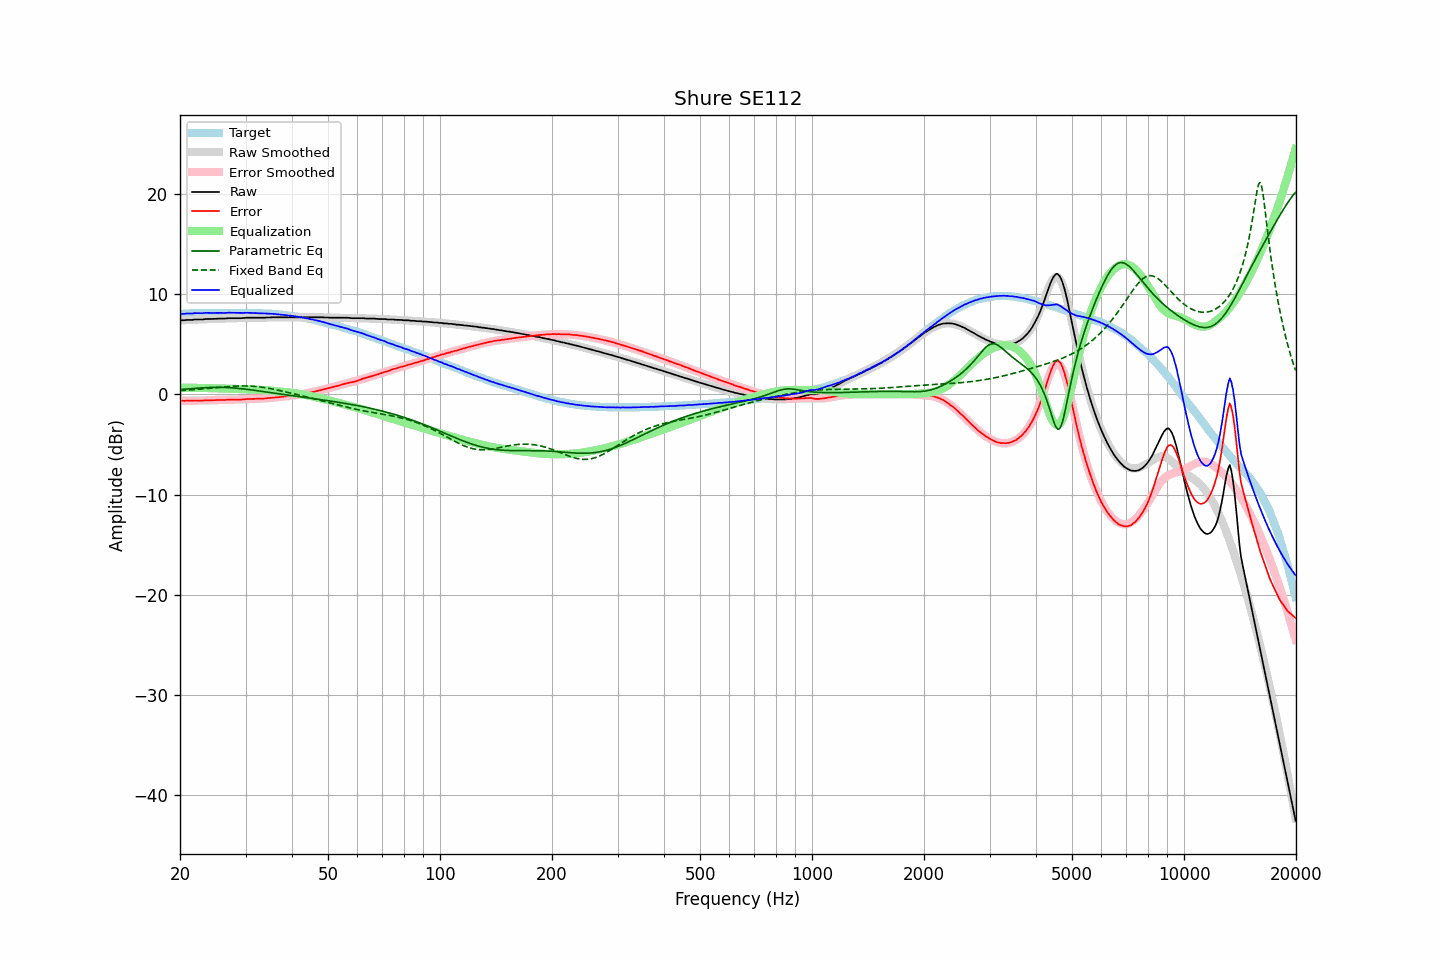 Shure SE112
Target
Raw Smoothed
Error Smoothed
Raw
Error
Equalization
Parametric Eq
Fixed Band Eq
Equalized
20
10
0
−10
−20
−30
−40
Amplitude (dBr)
20 50 100 200 500 1000 2000 5000 10000 20000
Frequency (Hz)